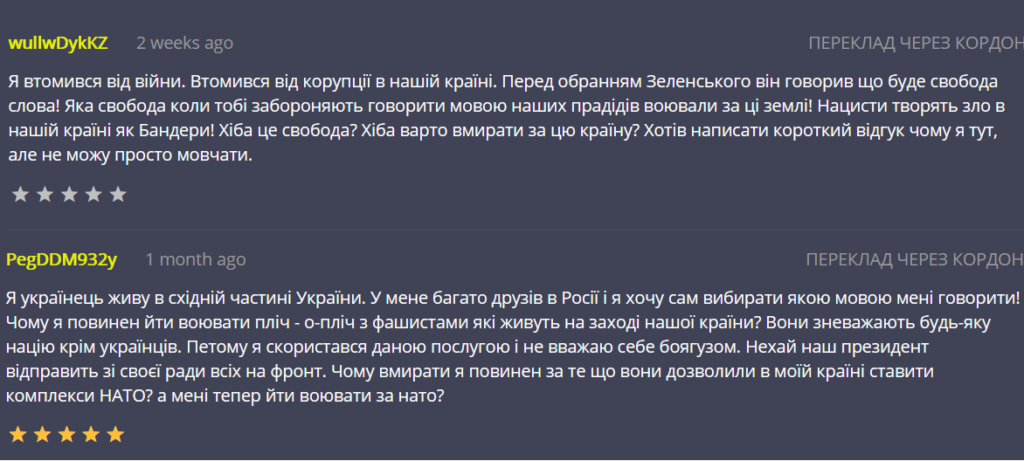 wullwDykKZ 2 weeks ago ПЕРЕКЛАД ЧЕРЕЗ КОРДОН
Я втомився від війни. Втомився від корупції в нашій країні. Перед обранням Зеленського він говорив що буде свобода
слова! Яка свобода коли тобі забороняють говорити мовою наших прадідів воювали за ці землі! Нацисти творять зло в
нашій країні як Бандери! Хіба це свобода? Хіба варто вмирати за цю країну? Хотів написати короткий відгук чому я тут,
але не можу просто мовчати.
PegDDM932y 1 month ago ПЕРЕКЛАД ЧЕРЕЗ КОРДОН
Я українець живу в східній частині України. У мене багато друзів в Росії і я хочу сам вибирати якою мовою мені говорити!
Чому я повинен йти воювати пліч - о-пліч з фашистами які живуть на заході нашої країни? Вони зневажають будь-яку
націю крім українців. Петому я скористався даною послугою і не вважаю себе боягузом. Нехай наш президент
відправить зі своєї ради всіх на фронт. Чому вмирати я повинен за те що вони дозволили в моїй країні ставити
комплекси НАТО? а мені тепер йти воювати за нато?